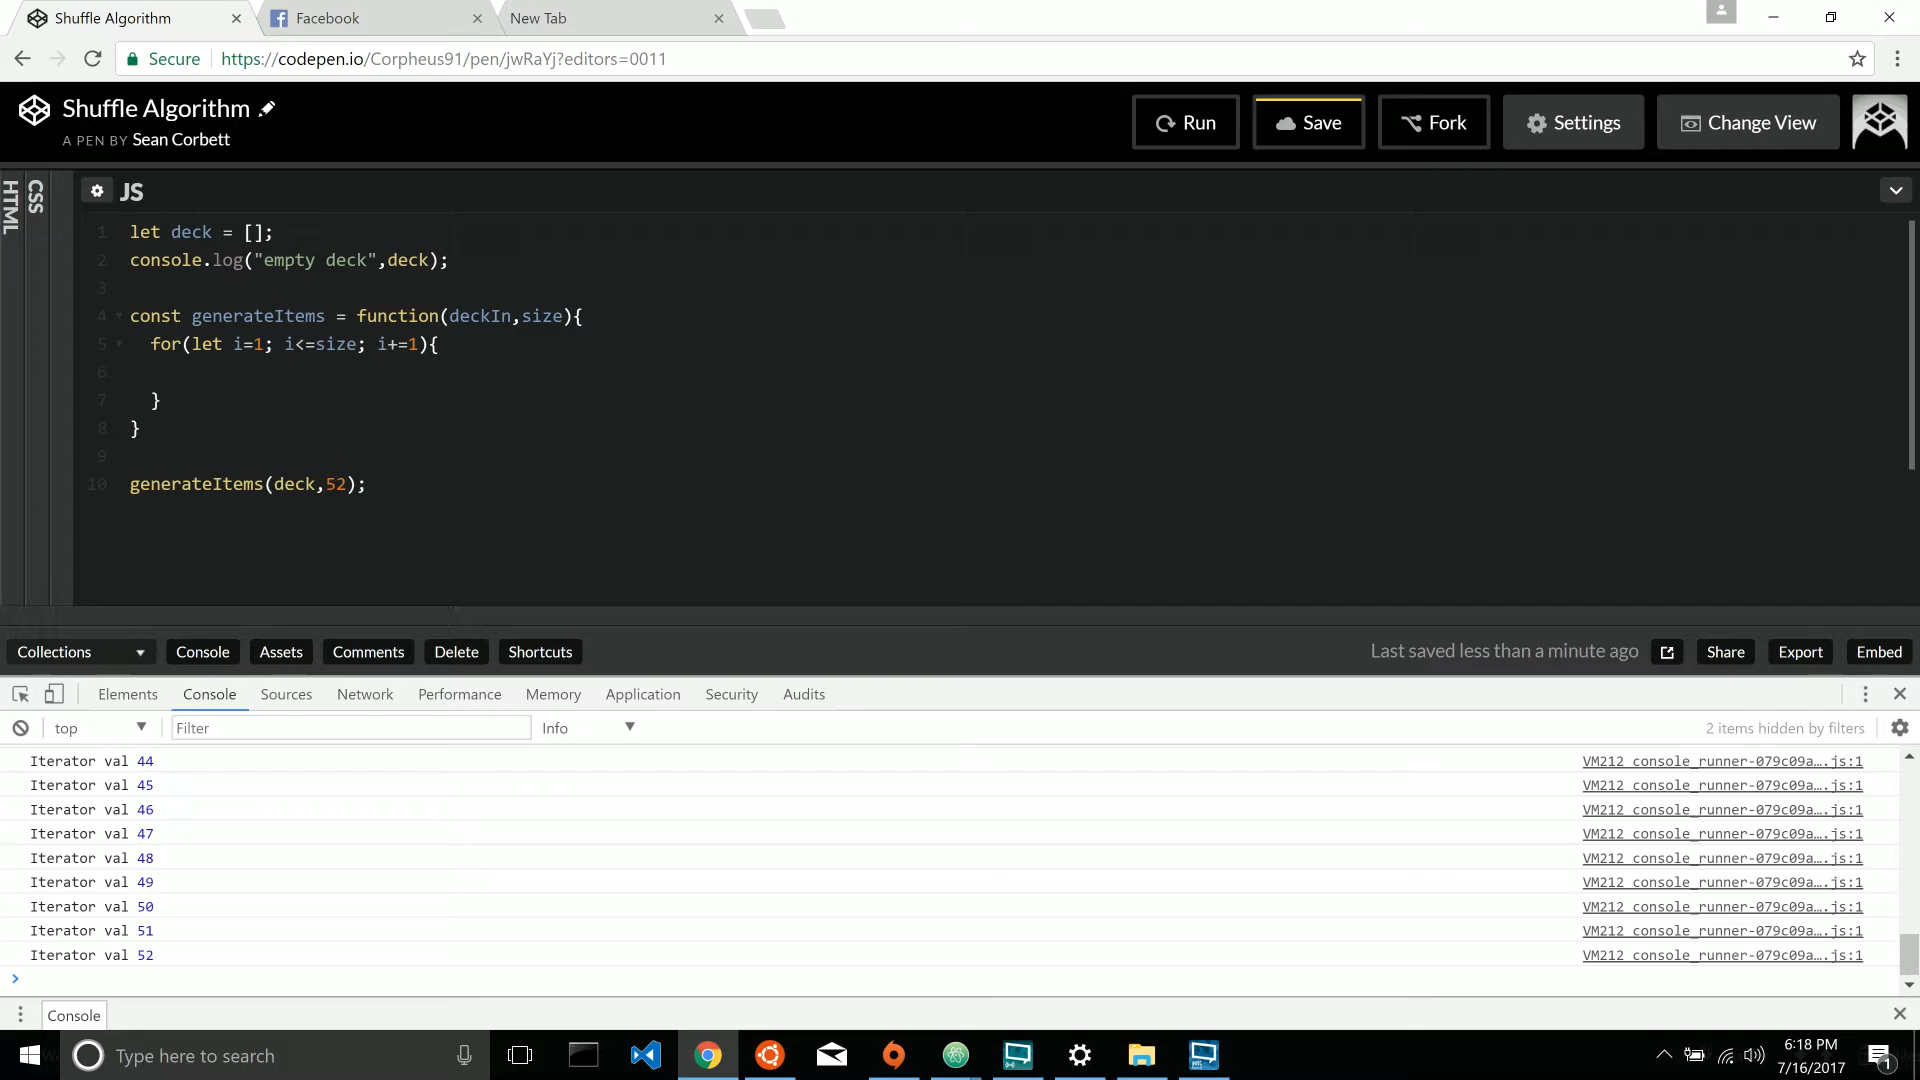 Shuffle Algorithm
Facebook
New Tab
Secure https://codepen.io/Corpheus91/pen/jwRaYj?editors=0011
Shuffle Algorithm
A PEN BY Sean Corbett
Run
Save
Fork
Settings
Change View
HTML
CSS
JS
1 let deck = [];
2 console.log("empty deck",deck);
3
4 const generateItems = function(deckIn,size){
5 for(let i=1; i<=size; i+=1){
6
7 }
8 }
9
10 generateItems(deck,52);
Collections Console Assets Comments Delete Shortcuts Last saved less than a minute ago Share Export Embed
Elements Console Sources Network Performance Memory Application Security Audits
top Filter Info 2 items hidden by filters
Iterator val 44 VM212 console_runner-079c09a….js:1
Iterator val 45 VM212 console_runner-079c09a….js:1
Iterator val 46 VM212 console_runner-079c09a….js:1
Iterator val 47 VM212 console_runner-079c09a….js:1
Iterator val 48 VM212 console_runner-079c09a….js:1
Iterator val 49 VM212 console_runner-079c09a….js:1
Iterator val 50 VM212 console_runner-079c09a….js:1
Iterator val 51 VM212 console_runner-079c09a….js:1
Iterator val 52 VM212 console_runner-079c09a….js:1
>
Console
Type here to search
6:18 PM
7/16/2017
1